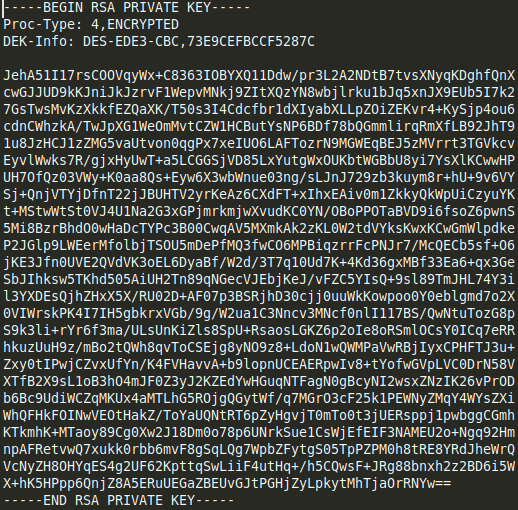 -----BEGIN RSA PRIVATE KEY-----
Proc-Type: 4,ENCRYPTED
DEK-Info: DES-EDE3-CBC,73E9CEFBCCF5287C
JehA51I17rsCOOVqyWx+C8363IOBYXQ11Ddw/pr3L2A2NDtB7tvsXNyqKDghfQnX
cwGJJUD9kKJniJkJzrvF1WepvMNkj9ZItXQzYN8wbjlrku1bJq5xnJX9EUb5I7k2
7GsTwsMvKzXkkfEZQaXK/T50s3I4Cdcfbr1dXIyabXLLpZOiZEKvr4+KySjp4ou6
cdnCWhzkA/TwJpXG1WeOmMvtCZW1HCButYsNP6BDf78bQGmmlirqRmXfLB92JhT9
1u8JzHCJ1zZMG5vaUtvon0qgPx7xeIUO6LAFTozrN9MGWEqBEJ5zMVrrt3TGVkcv
EyvlWwks7R/gjxHyUwT+a5LCGGSjVD85LxYutgWxOUKbtWGBbU8yi7YsXlKCwwHP
UH7OfQz03VWy+K0aa8Qs+Eyw6X3wbWnue03ng/sLJnJ729zb3kuym8r+hU+9v6VY
Sj+QnjVTYjDfnT22jJBUHTV2yrKeAz6CXdFT+xIhxEAiv0m1ZkkyQkWpUiCzyuYK
t+MStwWtSt0VJ4U1Na2G3xGPjmrkmjwXvudKC0YN/OBoPPOTaBVD9i6fsoZ6pwnS
5Mi8BzrBhdO0wHaDcTYPc3B00CwqAV5MXmkAk2zKL0W2tdVYksKwxKCwGmWlpdke
P2JGlp9LWEerMfolbjTSOU5mDePfMQ3fwCO6MPBiqzrrFcPNJr7/McQECb5sf+O6
jKE3Jfn0UVE2QVdVK3oEL6DyaBf/W2d/3T7q10Ud7K+4Kd36gxMBf33Ea6+qx3Ge
SbJIhksw5TKhd505AiUH2Tn89qNGecVJEbjKeJ/vFZC5YIsQ+9sl89TmJHL74Y3i
l3YXDEsQjhZHxX5X/RU02D+AF07p3BSRjhD30cjj0uuWkKowpoo0Y0eblgmd7o2X
0VIWrskPK4I7IH5gbkrxVGb/9g/W2ua1C3Nncv3MNcf0nlI117BS/QwNtuTozG8p
S9k3li+rYr6f3ma/ULsUnKiZls8SpU+RsaosLGKZ6p2oIe8oRSmlOCsY0ICq7eRR
hkuzUuH9z/mBo2tQWh8qvToCSEjg8yNO9z8+LdoN1wQWMPaVwRBjIyxCPHFTJ3u+
Zxy0tIPwjCZvxUfYn/K4FVHavvA+b9lopnUCEAERpwIv8+tYofwGVpLVC0DrN58V
XTfB2X9sL1oB3hO4mJF0Z3yJ2KZEdYwHGuqNTFagN0gBcyNI2wsxZNzIK26vPrOD
b6Bc9UdiWCZqMKUx4aMTLhG5ROjgQGytWf/q7MGrO3cF25k1PEWNyZMqY4WYsZXi
WhQFHkFOINwVEOtHakZ/ToYaUQNtRT6pZyHgvjT0mTo0t3jUERsppj1pwbggCGmh
KTkmhK+MTaoy89Cg0Xw2J18Dm0o78p6UNrkSue1CsWjEfEIF3NAMEU2o+Ngq92Hm
npAFRetvwQ7xukk0rbb6mvF8gSqLQg7WpbZFytgS05TpPZPM0h8tRE8YRdJheWrQ
VcNyZH8OHYqES4g2UF62KpttqSwLiiF4utHq+/h5CQwsF+JRg88bnxh2z2BD6i5W
X+hK5HPpp6QnjZ8A5ERuUEGaZBEUvGJtPGHjZyLpkytMhTjaOrRNYw==
-----END RSA PRIVATE KEY-----